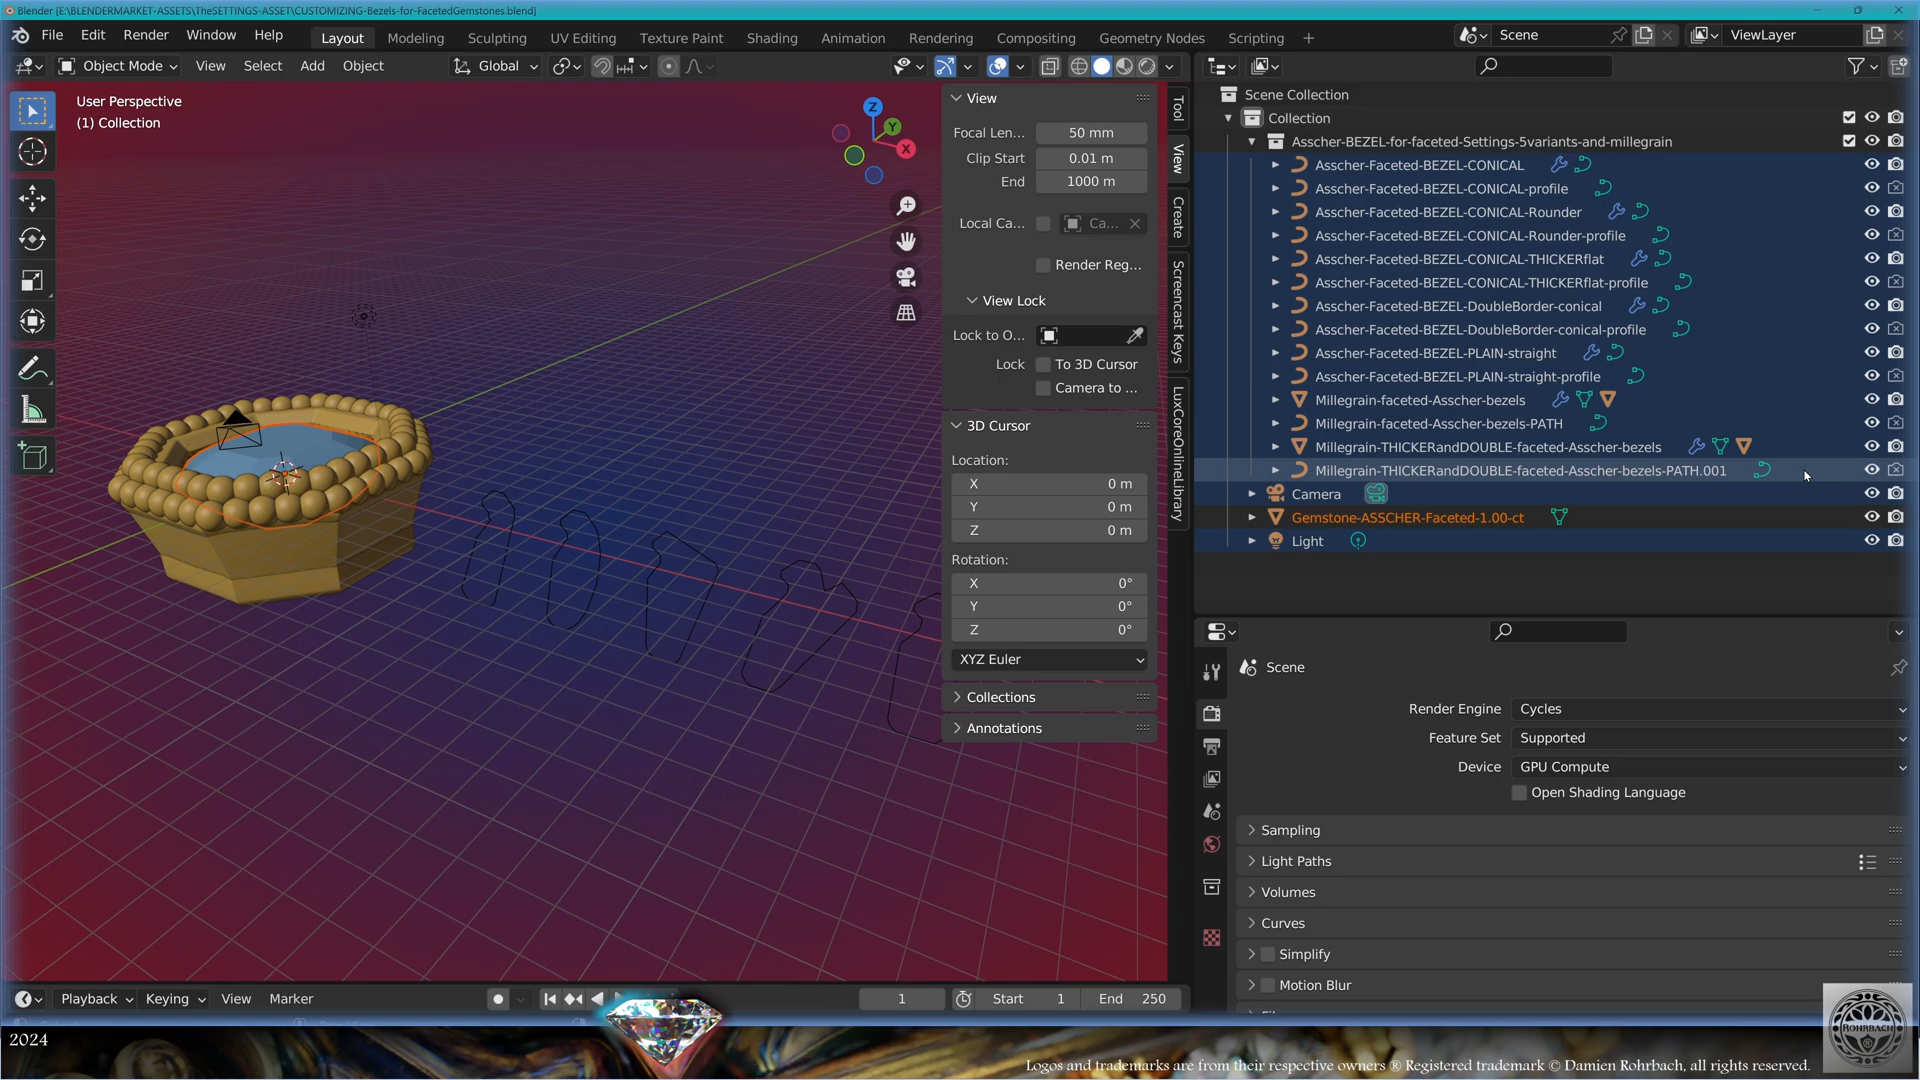 Blender [E:\BLENDERMARKET-ASSETS\TheSETTINGS-ASSET\CUSTOMIZING-Bezels-for-FacetedGemstones.blend]
File Edit Render Window Help Layout Modeling Sculpting UV Editing Texture Paint Shading Animation Rendering Compositing Geometry Nodes Scripting + Scene ViewLayer
Object Mode View Select Add Object Global
User Perspective
(1) Collection
Z
Y
X
View
Focal Len... 50 mm
Clip Start 0.01 m
End 1000 m
Local Ca... Ca...
Render Reg...
View Lock
Lock to O...
Lock To 3D Cursor
Camera to ...
3D Cursor
Location:
X 0 m
Y 0 m
Z 0 m
Rotation:
X 0°
Y 0°
Z 0°
XYZ Euler
Collections
Annotations
Tool
View
Create
Screencast Keys
LuxCoreOnlineLibrary
Scene Collection
Collection
Asscher-BEZEL-for-faceted-Settings-5variants-and-millegrain
Asscher-Faceted-BEZEL-CONICAL
Asscher-Faceted-BEZEL-CONICAL-profile
Asscher-Faceted-BEZEL-CONICAL-Rounder
Asscher-Faceted-BEZEL-CONICAL-Rounder-profile
Asscher-Faceted-BEZEL-CONICAL-THICKERflat
Asscher-Faceted-BEZEL-CONICAL-THICKERflat-profile
Asscher-Faceted-BEZEL-DoubleBorder-conical
Asscher-Faceted-BEZEL-DoubleBorder-conical-profile
Asscher-Faceted-BEZEL-PLAIN-straight
Asscher-Faceted-BEZEL-PLAIN-straight-profile
Millegrain-faceted-Asscher-bezels
Millegrain-faceted-Asscher-bezels-PATH
Millegrain-THICKERandDOUBLE-faceted-Asscher-bezels
Millegrain-THICKERandDOUBLE-faceted-Asscher-bezels-PATH.001
Camera
Gemstone-ASSCHER-Faceted-1.00-ct
Light
Scene
Render Engine Cycles
Feature Set Supported
Device GPU Compute
Open Shading Language
Sampling
Light Paths
Volumes
Curves
Simplify
Motion Blur
Playback Keying View Marker 1 Start 1 End 250
2024
ROHRBACH
®
Logos and trademarks are from their respective owners ® Registered trademark © Damien Rohrbach, all rights reserved.